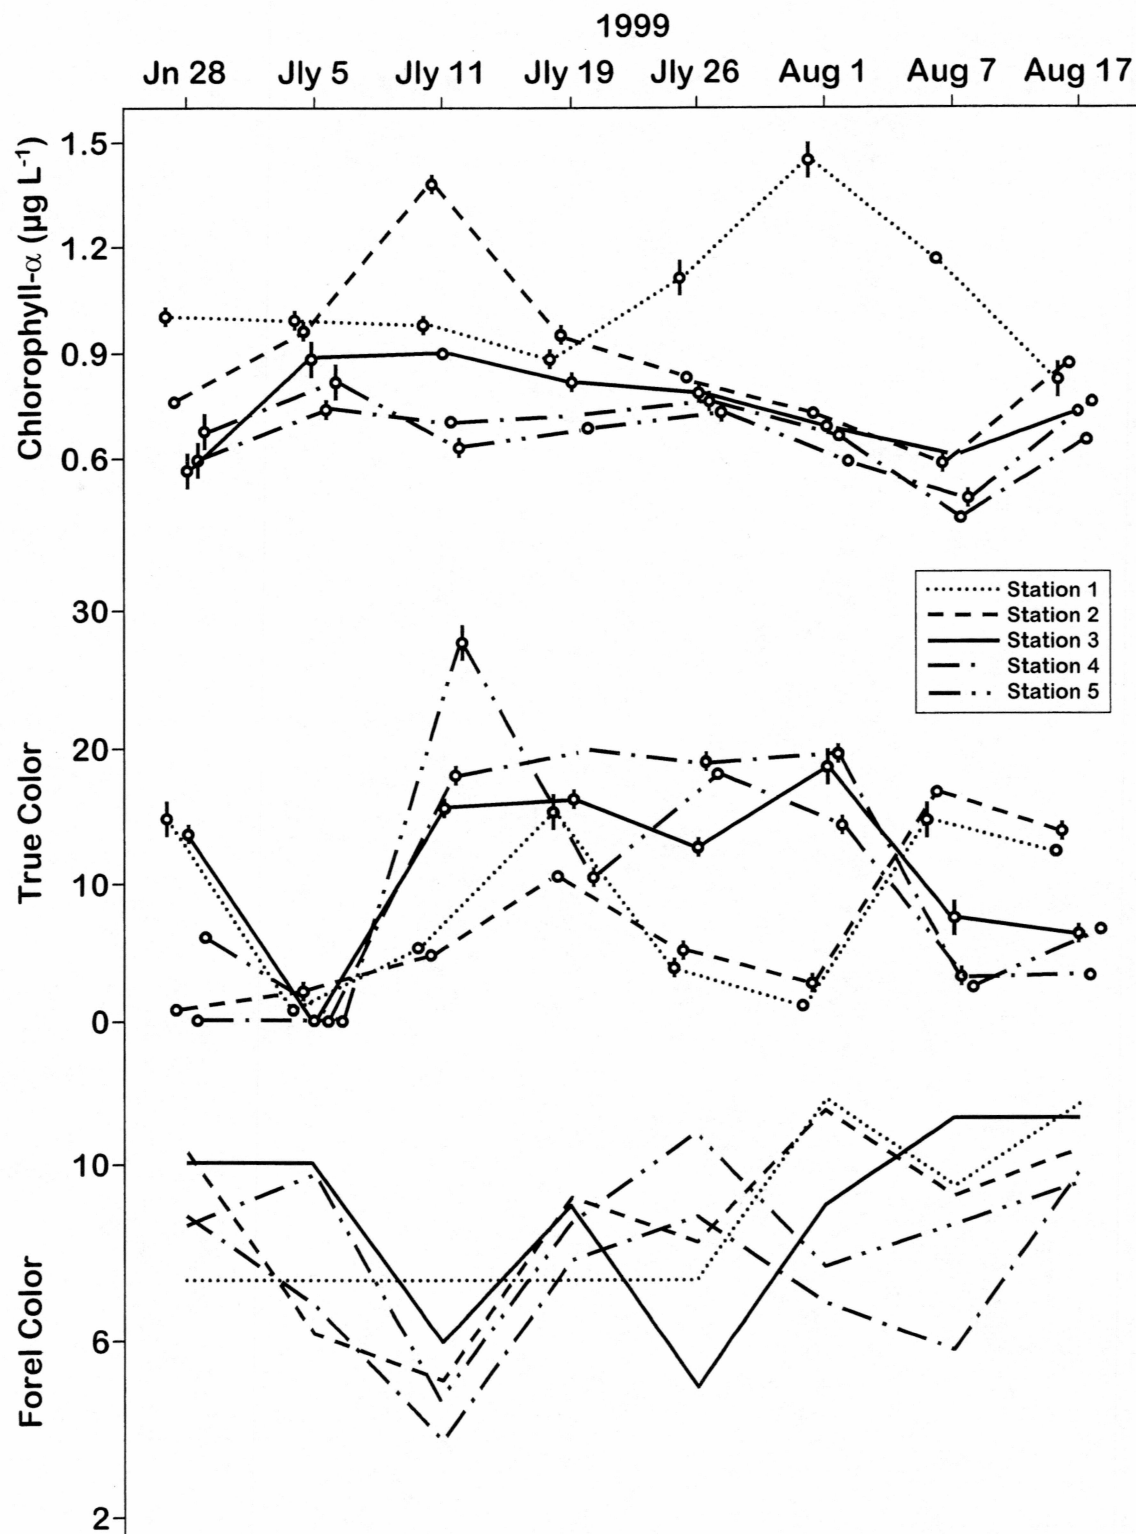 1999
Jn 28 Jly 5 Jly 11 Jly 19 Jly 26 Aug 1 Aug 7 Aug 17
Chlorophyll-α (µg L⁻¹)
1.5
1.2
0.9
0.6
Station 1
Station 2
Station 3
Station 4
Station 5
True Color
30
20
10
0
Forel Color
10
6
2